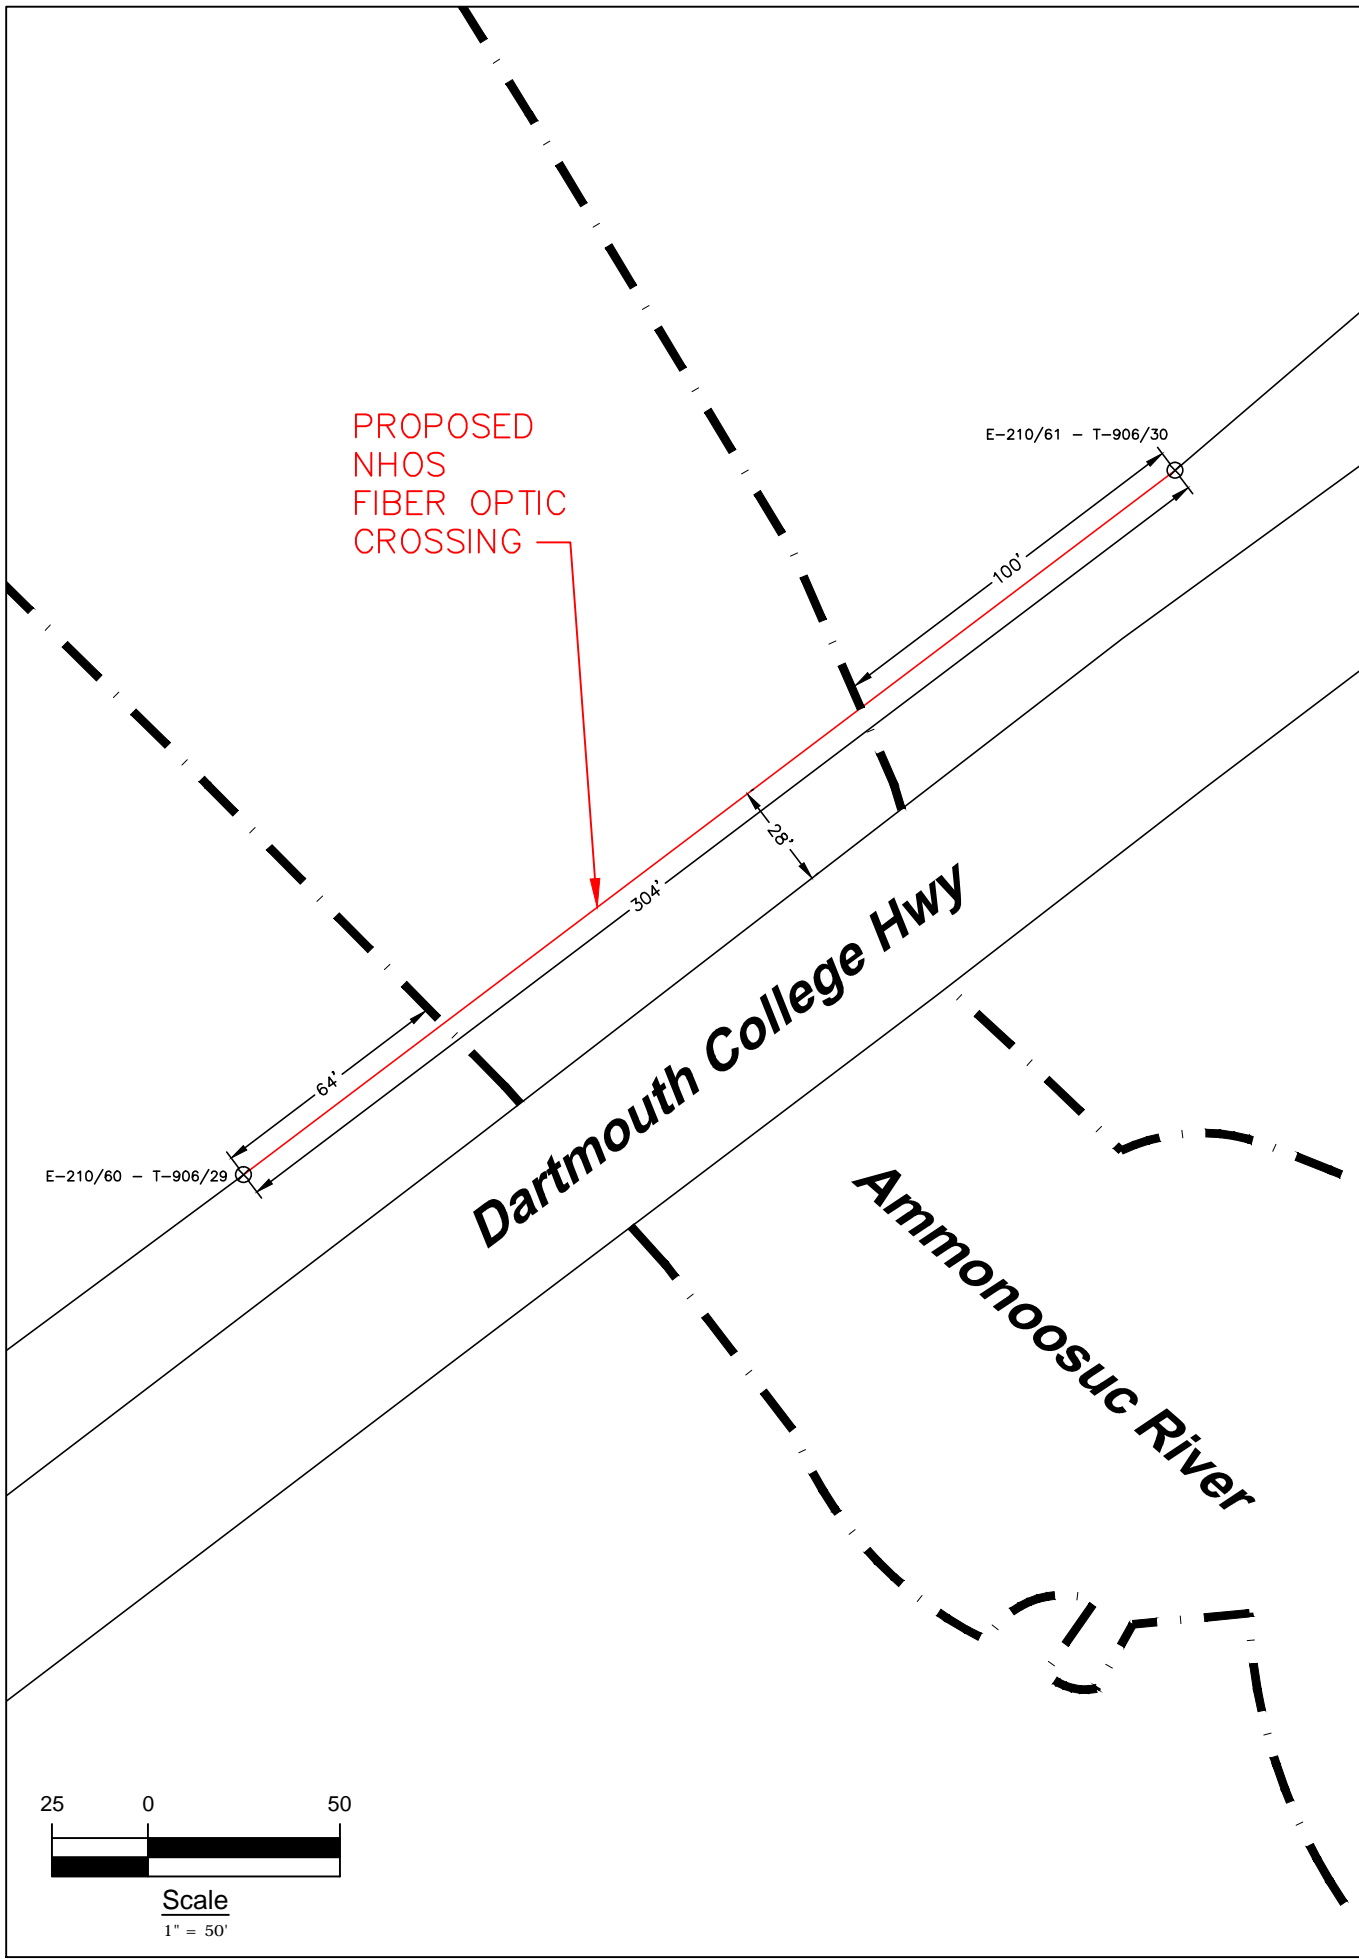 PROPOSED
NHOS
FIBER OPTIC
CROSSING
E-210/61 - T-906/30
100'
28'
304'
64'
E-210/60 - T-906/29
Dartmouth College Hwy
Ammonoosuc River
25 0 50
Scale
1" = 50'